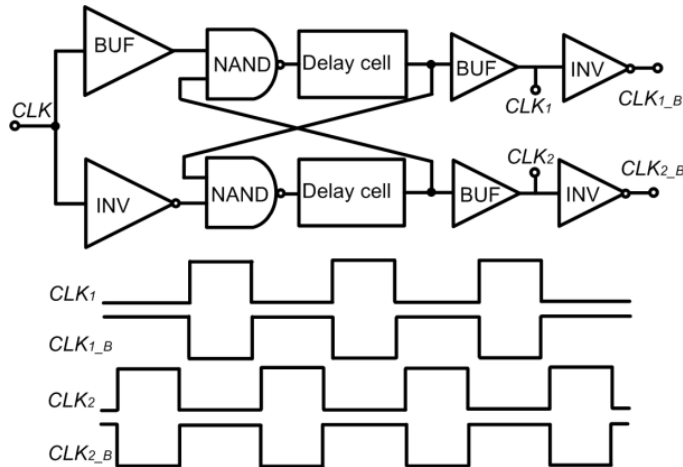 BUF NAND Delay cell BUF INV
CLK CLK1 CLK1_B
CLK2 CLK2_B
INV NAND Delay cell BUF INV
CLK1
CLK1_B
CLK2
CLK2_B